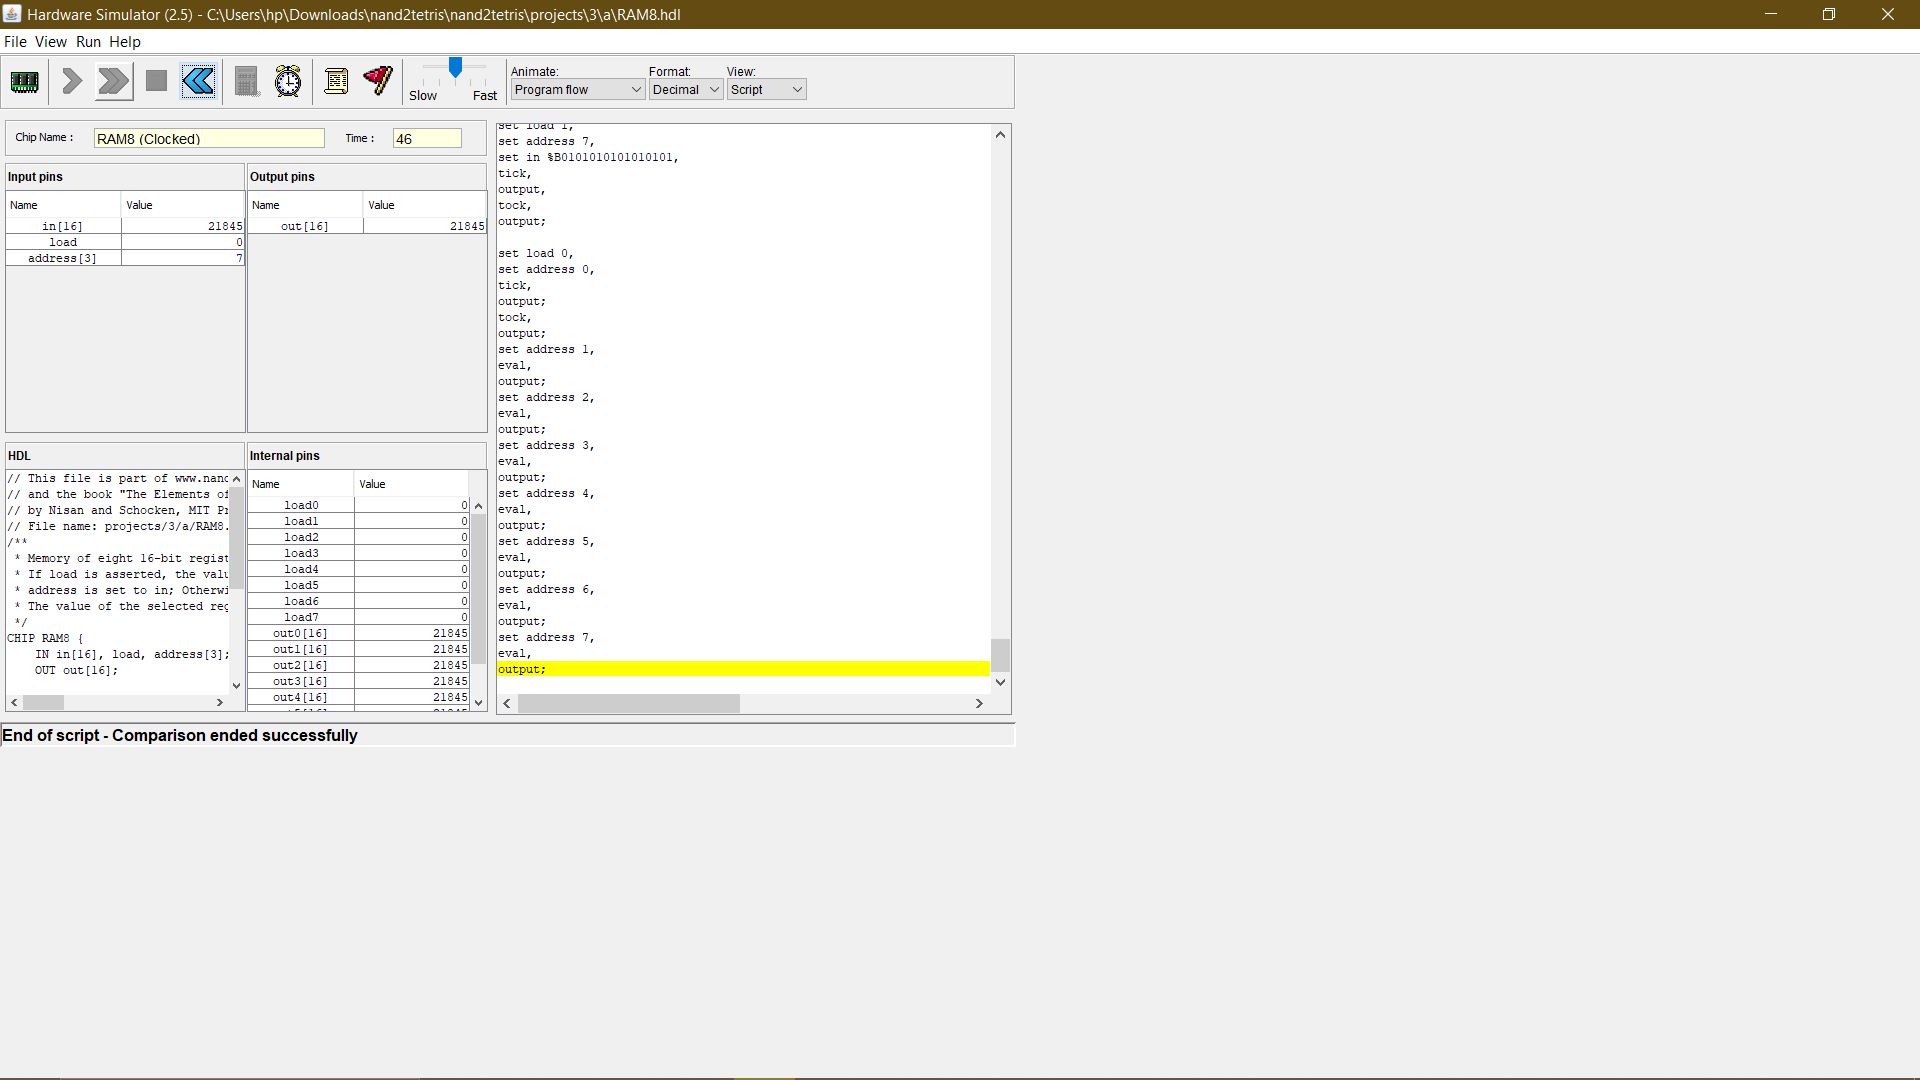 Hardware Simulator (2.5) - C:\Users\hp\Downloads\nand2tetris\nand2tetris\projects\3\a\RAM8.hdl
File View Run Help
Slow Fast
Animate: Format: View:
Program flow Decimal Script
Chip Name : RAM8 (Clocked) Time : 46
Input pins
Name Value
in[16] 21845
load 0
address[3] 7
Output pins
Name Value
out[16] 21845
HDL
// This file is part of www.nand
// and the book "The Elements of
// by Nisan and Schocken, MIT Pr
// File name: projects/3/a/RAM8.
/**
* Memory of eight 16-bit regist
* If load is asserted, the valu
* address is set to in; Otherwi
* The value of the selected reg
*/
CHIP RAM8 {
IN in[16], load, address[3];
OUT out[16];
Internal pins
Name Value
load0 0
load1 0
load2 0
load3 0
load4 0
load5 0
load6 0
load7 0
out0[16] 21845
out1[16] 21845
out2[16] 21845
out3[16] 21845
out4[16] 21845
set load 1,
set address 7,
set in %B0101010101010101,
tick,
output,
tock,
output;
set load 0,
set address 0,
tick,
output;
tock,
output;
set address 1,
eval,
output;
set address 2,
eval,
output;
set address 3,
eval,
output;
set address 4,
eval,
output;
set address 5,
eval,
output;
set address 6,
eval,
output;
set address 7,
eval,
output;
End of script - Comparison ended successfully